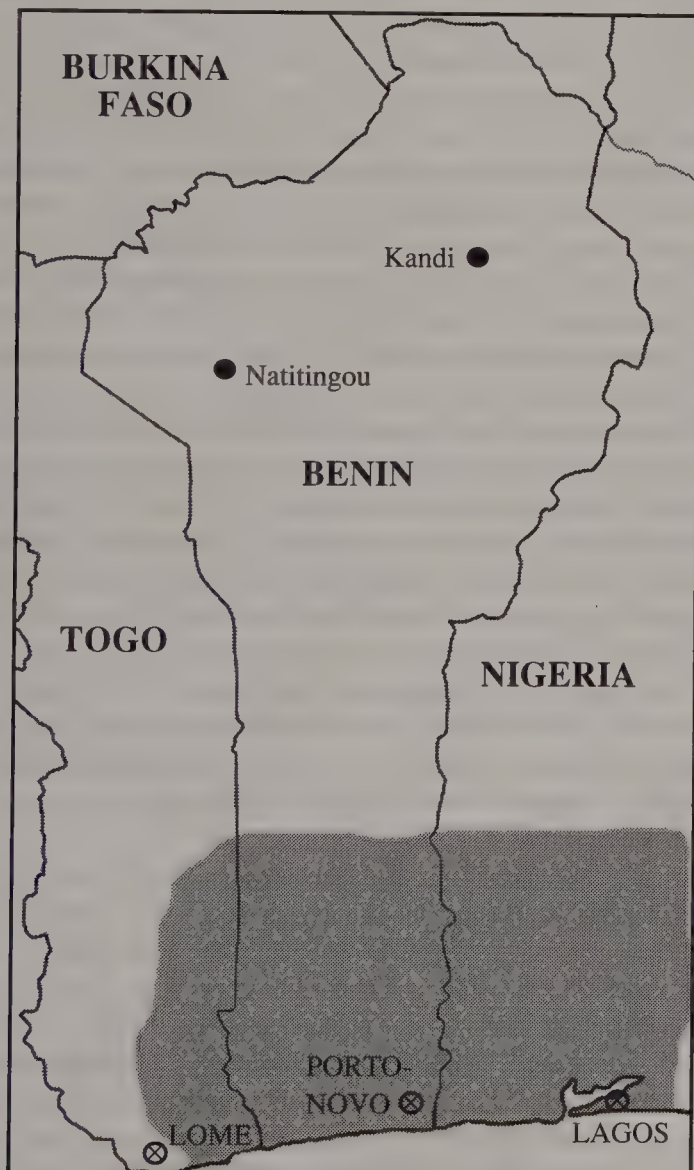 BURKINA
FASO
Kandi
Natitingou
BENIN
TOGO
NIGERIA
PORTO-
NOVO
LOME
LAGOS